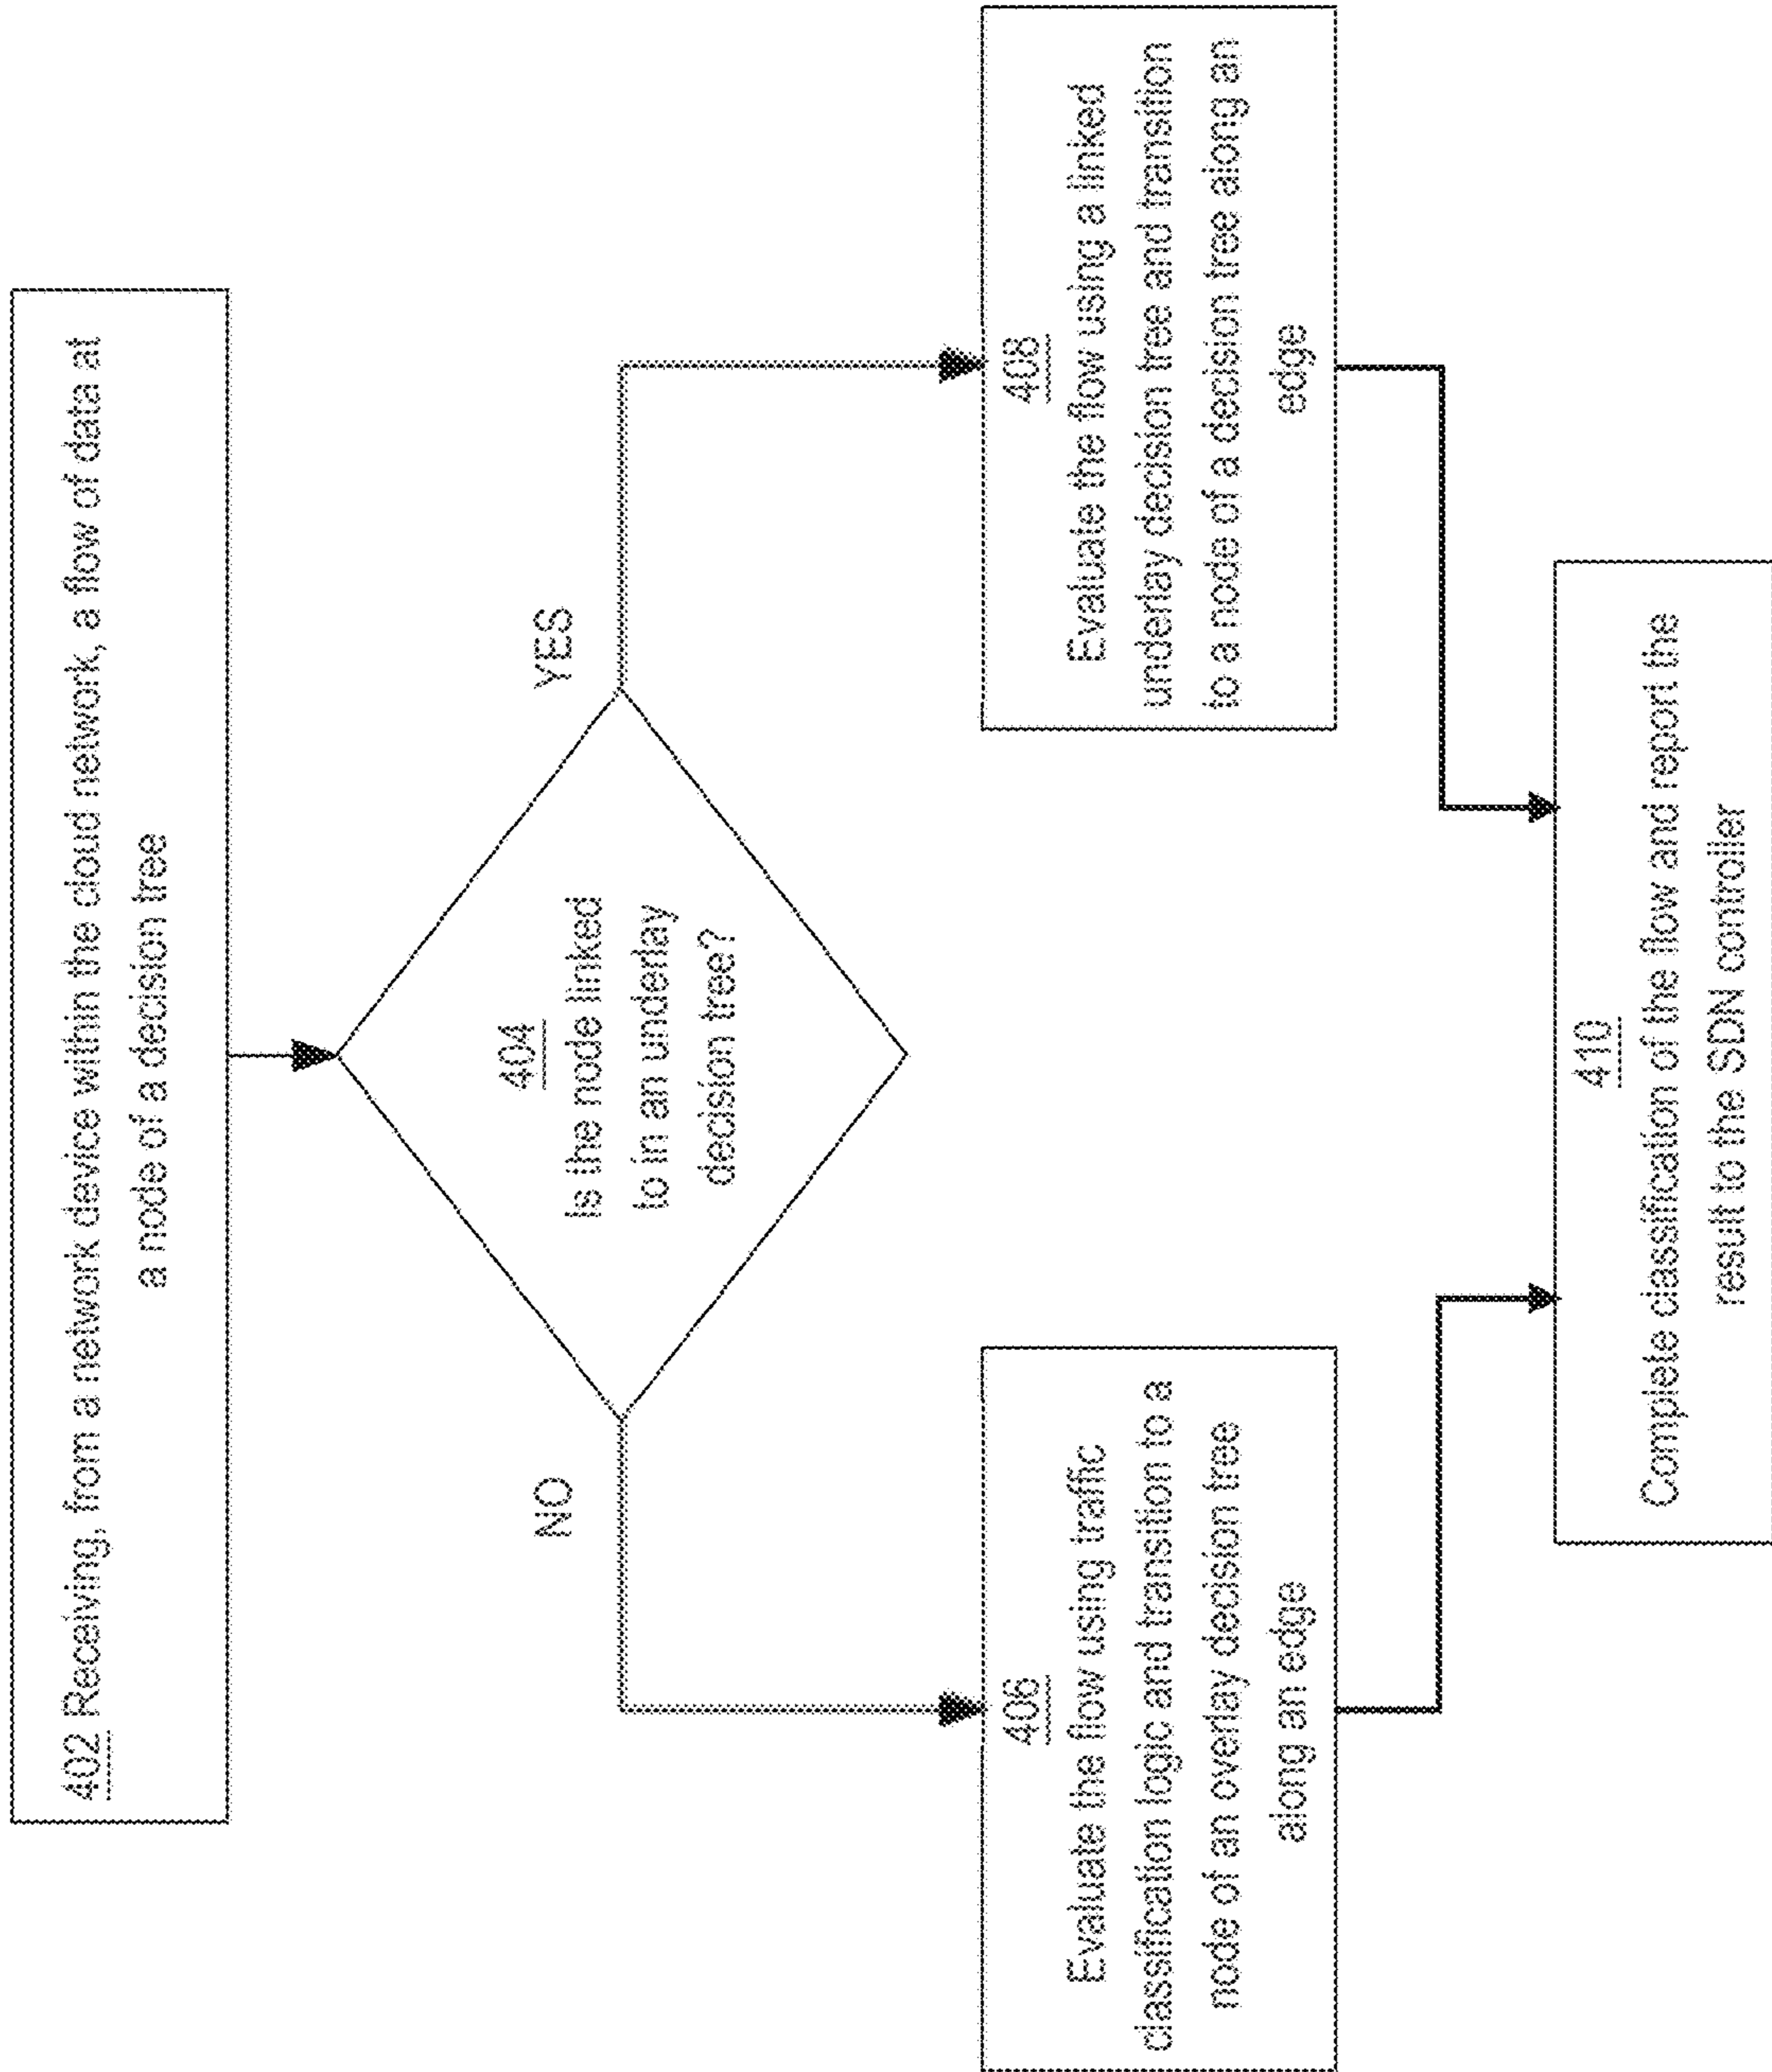 402 Receiving, from a network device within the cloud network, a flow of data at
a node of a decision tree
404
Is the node linked
to in an underlay
decision tree?
NO
YES
406
Evaluate the flow using traffic
classification logic and transition to a
node of an overlay decision tree
along an edge
408
Evaluate the flow using a linked
underlay decision tree and transition
to a node of a decision tree along an
edge
410
Complete classification of the flow and report the
result to the SDN controller